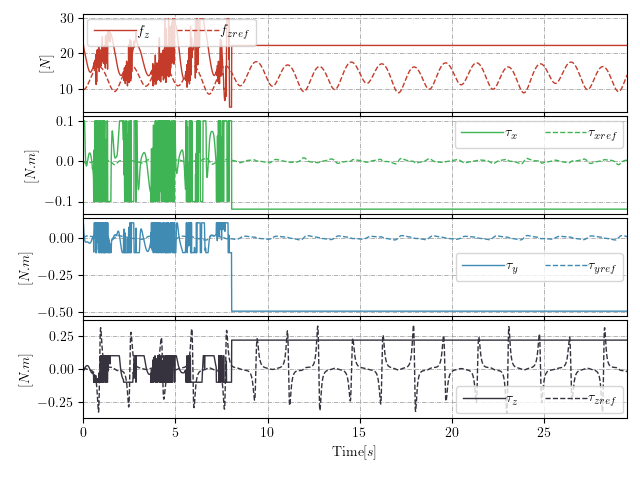 30
20
10
[N]
f_z f_zref
0.1
0.0
−0.1
[N.m]
τ_x τ_xref
0.00
−0.25
−0.50
[N.m]
τ_y τ_yref
0.25
0.00
−0.25
[N.m]
τ_z τ_zref
0 5 10 15 20 25
Time[s]